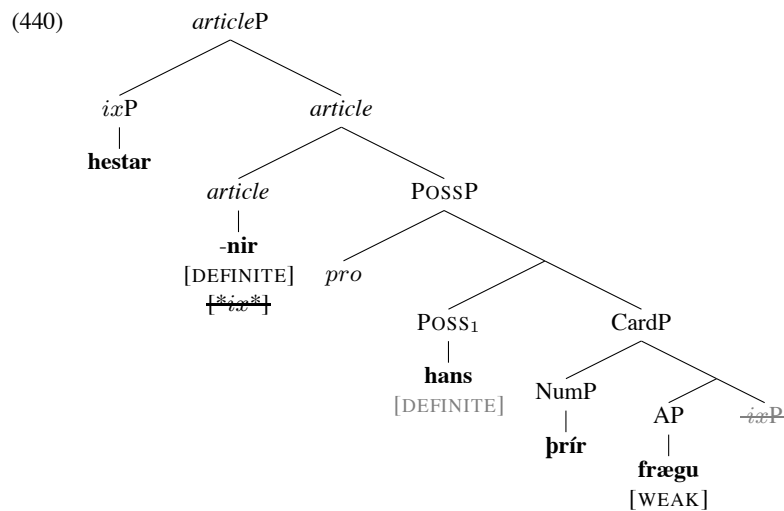 (440) articleP
ixP article
hestar
article POSSP
-nir
[DEFINITE] pro
[*ix*]
POSS₁ CardP
hans
[DEFINITE] NumP
AP ixP
þrír
frægu
[WEAK]